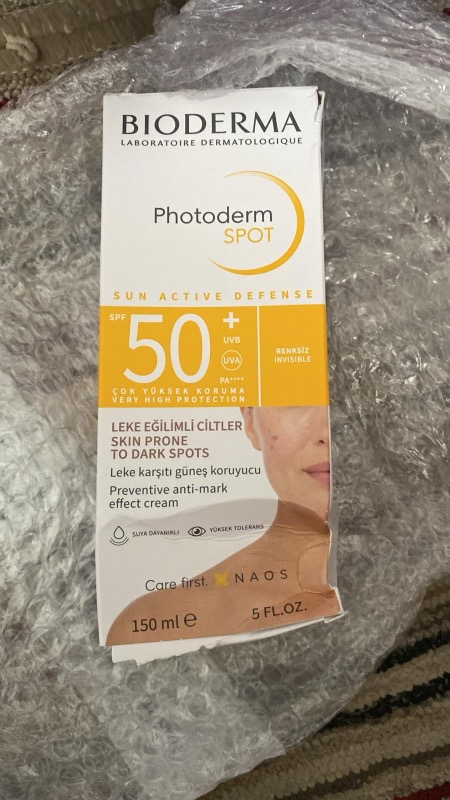 BIODERMA
LABORATOIRE DERMATOLOGIQUE
Photoderm
SPOT
SUN ACTIVE DEFENSE
SPF 50+
UVB
UVA
PA++++
RENKSİZ
INVISIBLE
ÇOK YÜKSEK KORUMA
VERY HIGH PROTECTION
LEKE EĞİLİMLİ CİLTLER
SKIN PRONE
TO DARK SPOTS
Leke karşıtı güneş koruyucu
Preventive anti-mark
effect cream
SUYA DAYANIKLI
YÜKSEK TOLERANS
Care first. NAOS
150 ml ℮ 5 FL.OZ.